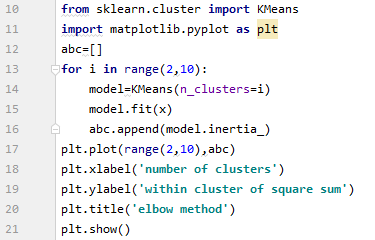 10 from sklearn.cluster import KMeans
11 import matplotlib.pyplot as plt
12 abc=[]
13 for i in range(2,10):
14     model=KMeans(n_clusters=i)
15     model.fit(x)
16     abc.append(model.inertia_)
17 plt.plot(range(2,10),abc)
18 plt.xlabel('number of clusters')
19 plt.ylabel('within cluster of square sum')
20 plt.title('elbow method')
21 plt.show()